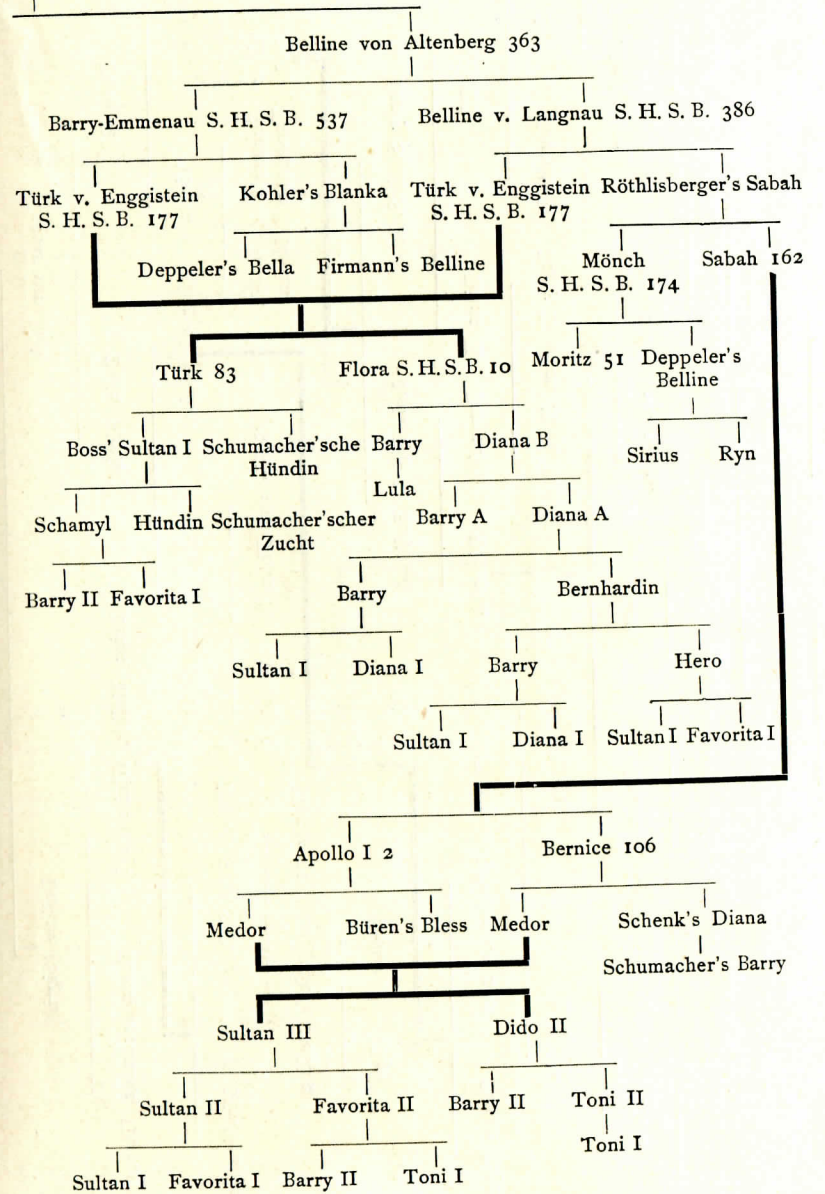 Belline von Altenberg 363
Barry-Emmenau S. H. S. B. 537 Belline v. Langnau S. H. S. B. 386
Türk v. Enggistein Kohler's Blanka Türk v. Enggistein Röthlisberger's Sabah
S. H. S. B. 177 S. H. S. B. 177
Deppeler's Bella Firmann's Belline Mönch Sabah 162
S. H. S. B. 174
Türk 83 Flora S. H. S. B. 10 Moritz 51 Deppeler's
Belline
Boss' Sultan I Schumacher'sche Barry Diana B Sirius Ryn
Hündin
Lula
Schamyl Hündin Schumacher'scher Barry A Diana A
Zucht
Barry II Favorita I Barry Bernhardin
Sultan I Diana I Barry Hero
Sultan I Diana I Sultan I Favorita I
Apollo I 2 Bernice 106
Medor Büren's Bless Medor Schenk's Diana
Schumacher's Barry
Sultan III Dido II
Sultan II Favorita II Barry II Toni II
Toni I
Sultan I Favorita I Barry II Toni I